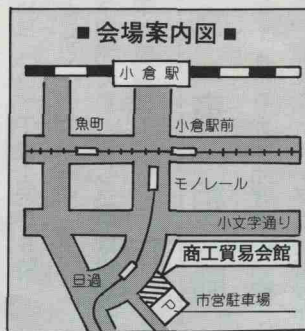 ■ 会場案内図 ■
小倉駅
魚町
小倉駅前
モノレール
小文字通り
商工貿易会館
旦過
市営駐車場
P